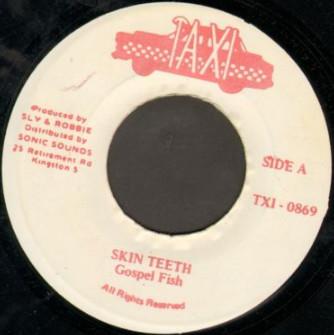 TAXI
Produced by
SLY & ROBBIE
Distributed by
SONIC SOUNDS
25 Retirement Rd
Kingston 5
SIDE A
TXI - 0869
SKIN TEETH
Gospel Fish
All Rights Reserved